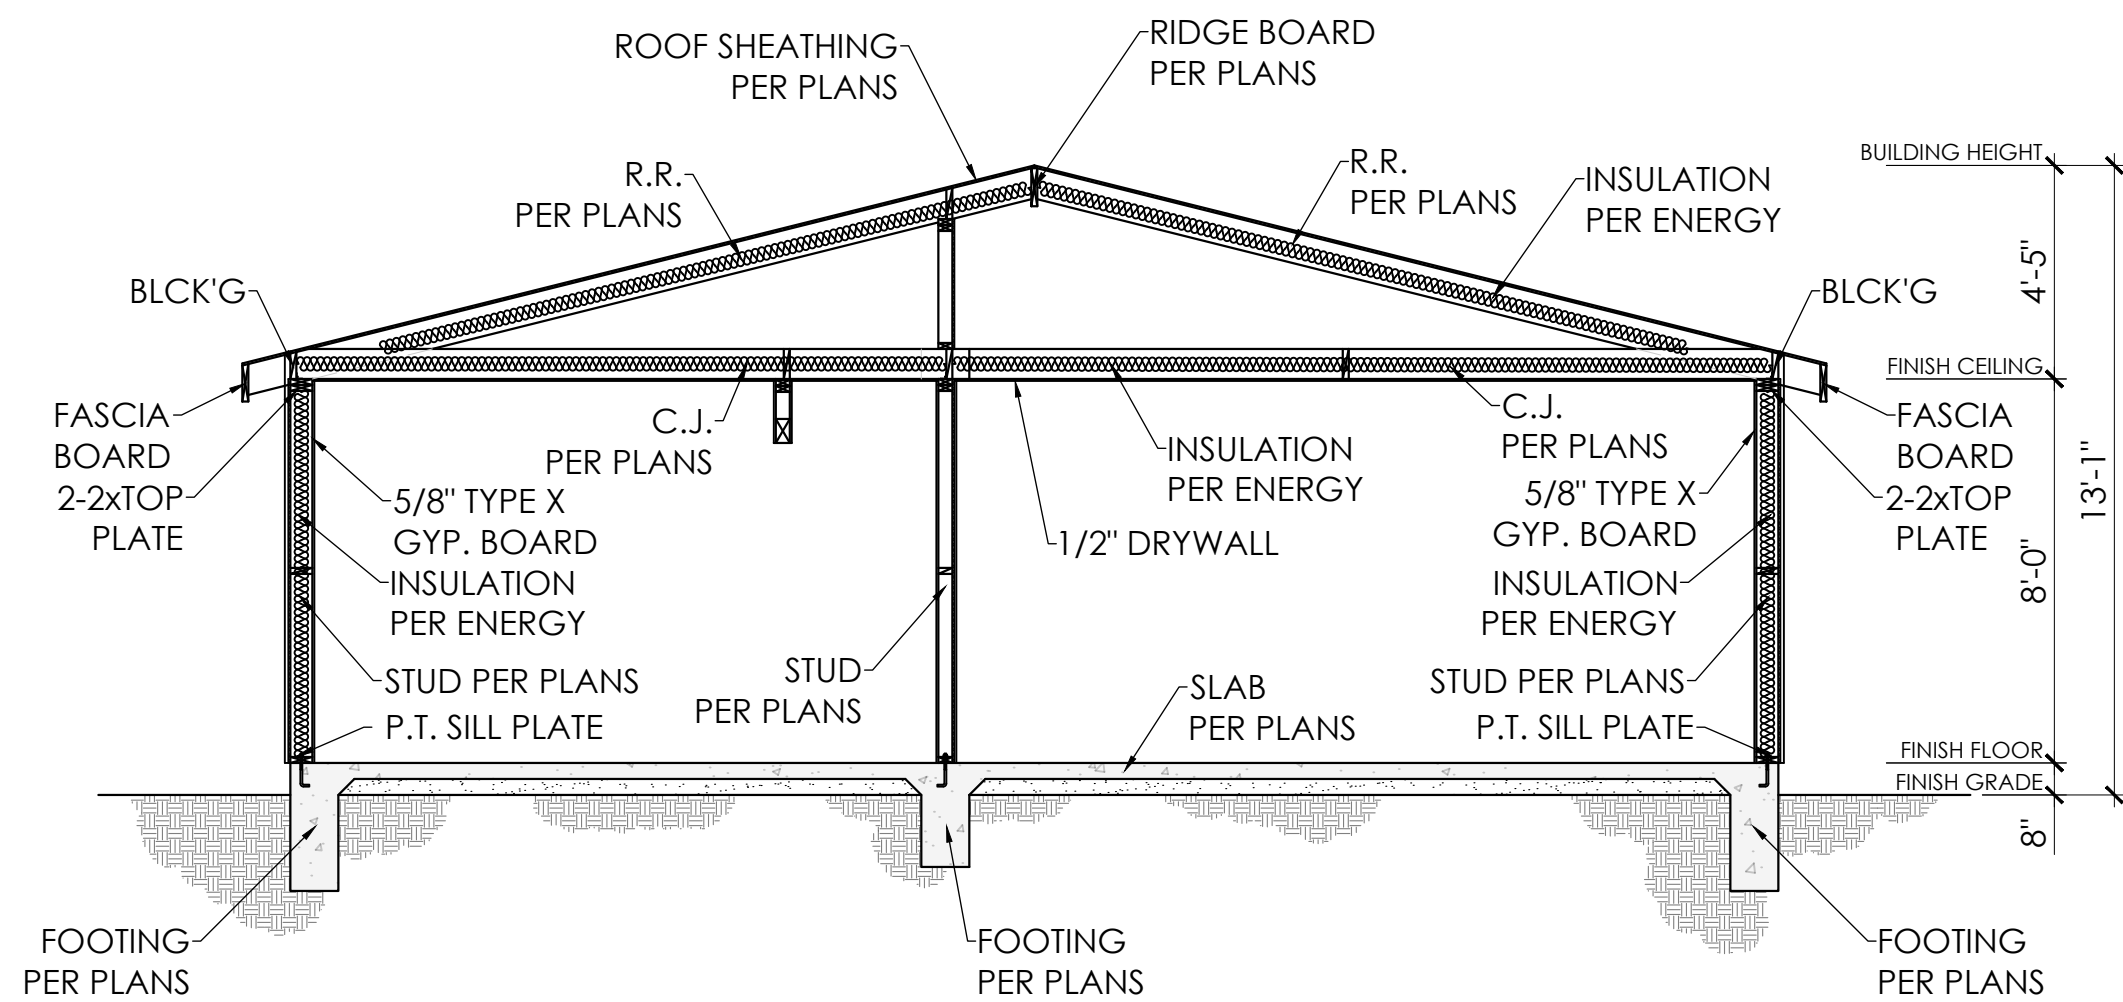 ROOF SHEATHING
PER PLANS
RIDGE BOARD
PER PLANS
R.R.
PER PLANS
R.R.
PER PLANS
INSULATION
PER ENERGY
BUILDING HEIGHT
4'-5"
BLCK'G
BLCK'G
FINISH CEILING
FASCIA
BOARD
2-2xTOP
PLATE
C.J.
PER PLANS
5/8" TYPE X
GYP. BOARD
INSULATION
PER ENERGY
STUD PER PLANS
P.T. SILL PLATE
STUD
PER PLANS
INSULATION
PER ENERGY
1/2" DRYWALL
SLAB
PER PLANS
C.J.
PER PLANS
5/8" TYPE X
GYP. BOARD
INSULATION
PER ENERGY
STUD PER PLANS
P.T. SILL PLATE
FASCIA
BOARD
2-2xTOP
PLATE
8'-0"
13'-1"
FINISH FLOOR
FINISH GRADE
8"
FOOTING
PER PLANS
FOOTING
PER PLANS
FOOTING
PER PLANS